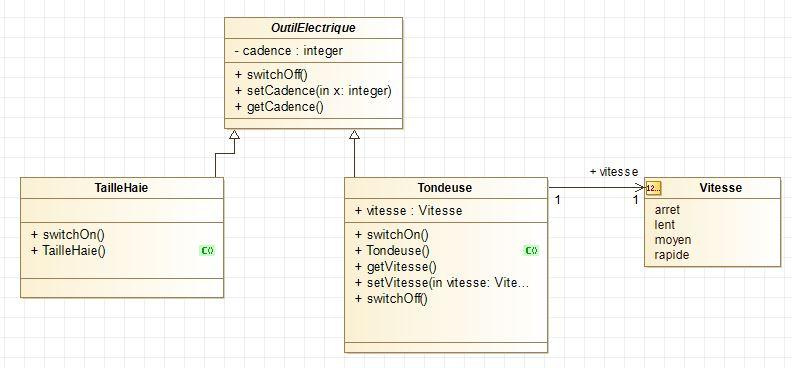 OutilElectrique
- cadence : integer
+ switchOff()
+ setCadence(in x: integer)
+ getCadence()
TailleHaie
+ switchOn()
+ TailleHaie() C()
Tondeuse
+ vitesse : Vitesse
+ switchOn()
+ Tondeuse() C()
+ getVitesse()
+ setVitesse(in vitesse: Vite...
+ switchOff()
+ vitesse
1
1
12... Vitesse
arret
lent
moyen
rapide